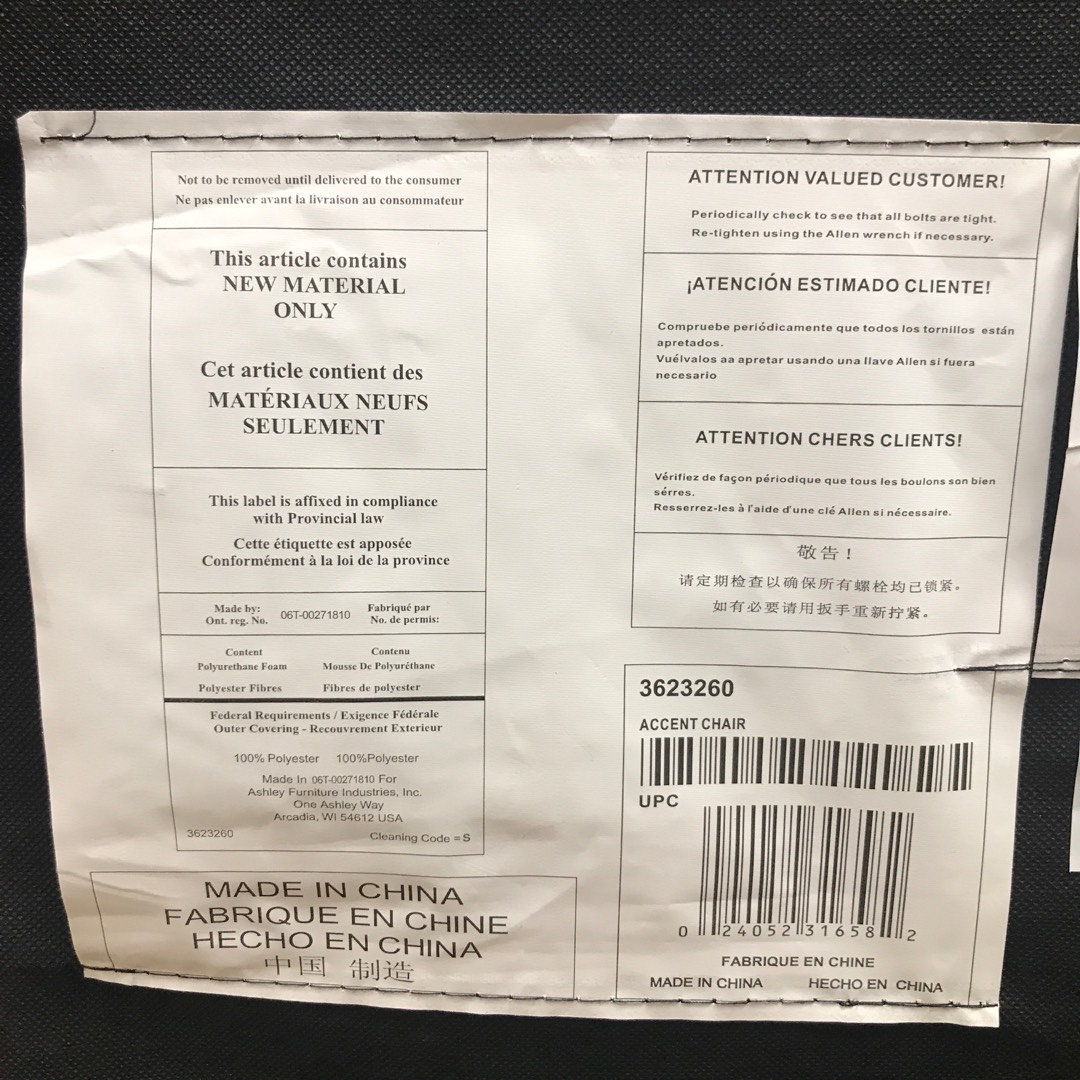 Not to be removed until delivered to the consumer
Ne pas enlever avant la livraison au consommateur
This article contains
NEW MATERIAL
ONLY
Cet article contient des
MATÉRIAUX NEUFS
SEULEMENT
This label is affixed in compliance
with Provincial law
Cette étiquette est apposée
Conformément à la loi de la province
Made by: Fabriqué par
Ont. reg. No. 06T-00271810 No. de permis:
Content Contenu
Polyurethane Foam Mousse De Polyuréthane
Polyester Fibres Fibres de polyester
Federal Requirements / Exigence Fédérale
Outer Covering - Recouvrement Exterieur
100% Polyester 100%Polyester
Made In 06T-00271810 For
Ashley Furniture Industries, Inc.
One Ashley Way
Arcadia, WI 54612 USA
3623260 Cleaning Code = S
MADE IN CHINA
FABRIQUE EN CHINE
HECHO EN CHINA
中国 制造
ATTENTION VALUED CUSTOMER!
Periodically check to see that all bolts are tight.
Re-tighten using the Allen wrench if necessary.
¡ATENCIÓN ESTIMADO CLIENTE!
Compruebe periódicamente que todos los tornillos están
apretados.
Vuélvalos aa apretar usando una llave Allen si fuera
necesario
ATTENTION CHERS CLIENTS!
Vérifiez de façon périodique que tous les boulons son bien
sérres.
Resserrez-les à l'aide d'une clé Allen si nécessaire.
敬告！
请定期检查以确保所有螺栓均已锁紧。
如有必要请用扳手重新拧紧。
3623260
ACCENT CHAIR
UPC
0 24052 31658 2
FABRIQUE EN CHINE
MADE IN CHINA HECHO EN CHINA